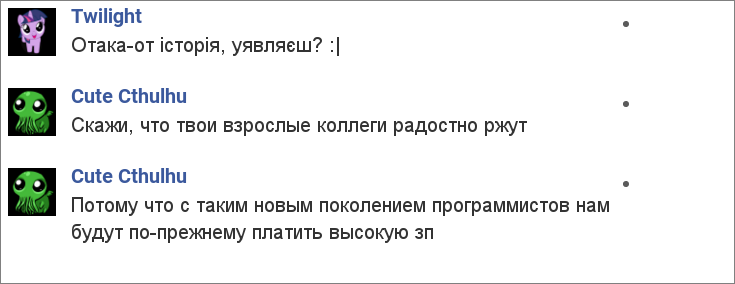 Twilight
Отака-от історія, уявляєш? :|
Cute Cthulhu
Скажи, что твои взрослые коллеги радостно ржут
Cute Cthulhu
Потому что с таким новым поколением программистов нам
будут по-прежнему платить высокую зп